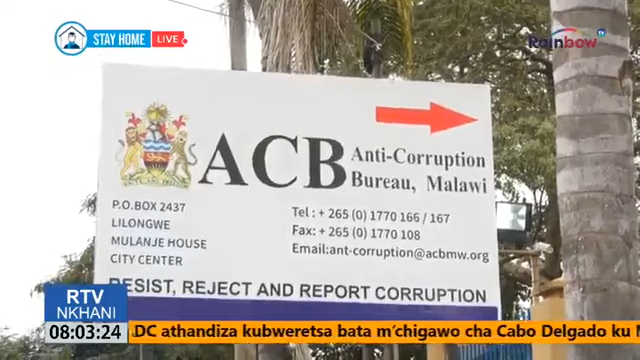 STAY HOME LIVE
Rainbow tv
ACB Anti-Corruption
Bureau, Malawi
P.O.BOX 2437
LILONGWE
MULANJE HOUSE
CITY CENTER
Tel : + 265 (0) 1770 166 / 167
Fax: + 265 (0) 1770 108
Email:ant-corruption@acbmw.org
RESIST, REJECT AND REPORT CORRUPTION
RTV
NKHANI
08:03:24
DC athandiza kubweretsa bata m'chigawo cha Cabo Delgado ku